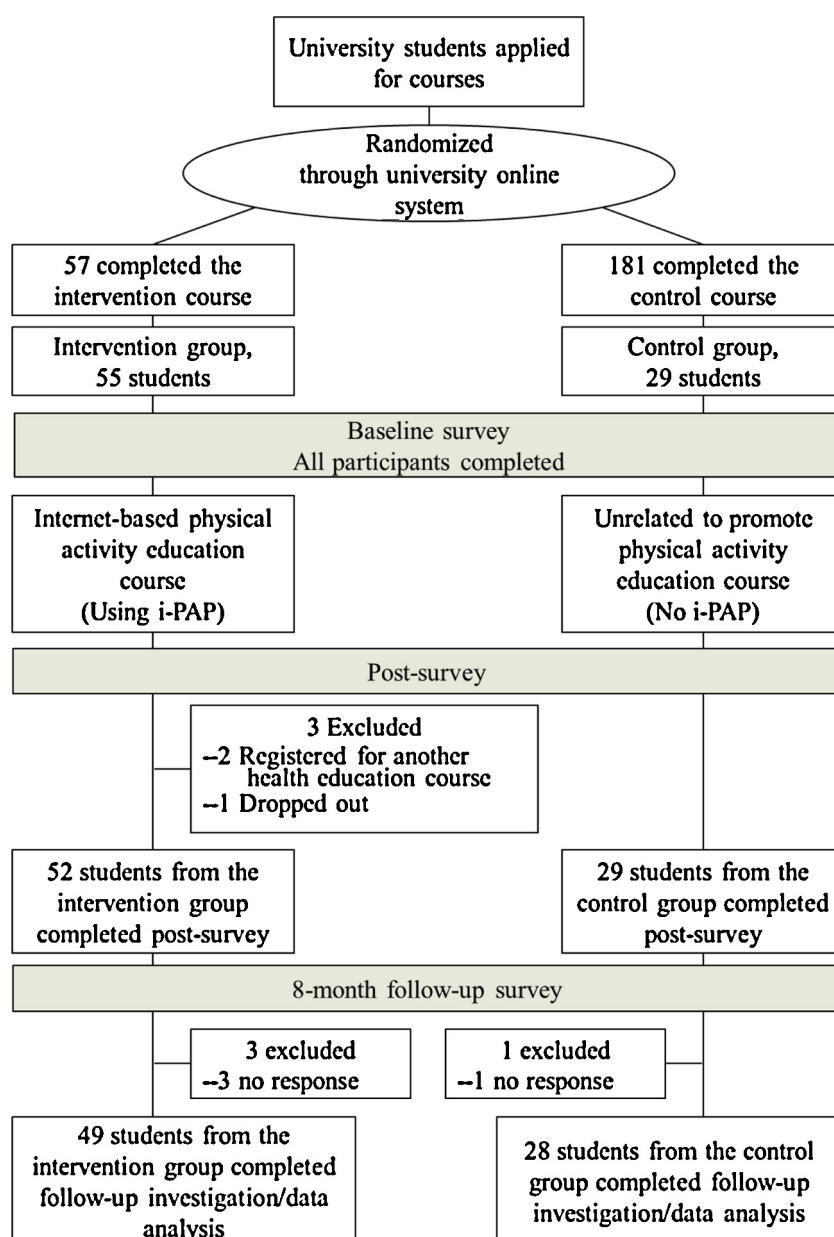 University students applied
for courses
Randomized
through university online
system
57 completed the
intervention course
181 completed the
control course
Intervention group,
55 students
Control group,
29 students
Baseline survey
All participants completed
Internet-based physical
activity education
course
(Using i-PAP)
Unrelated to promote
physical activity
education course
(No i-PAP)
Post-survey
3 Excluded
–2 Registered for another
health education course
–1 Dropped out
52 students from the
intervention group
completed post-survey
29 students from the
control group completed
post-survey
8-month follow-up survey
3 excluded
–3 no response
1 excluded
–1 no response
49 students from the
intervention group completed
follow-up investigation/data
analysis
28 students from the control
group completed follow-up
investigation/data analysis